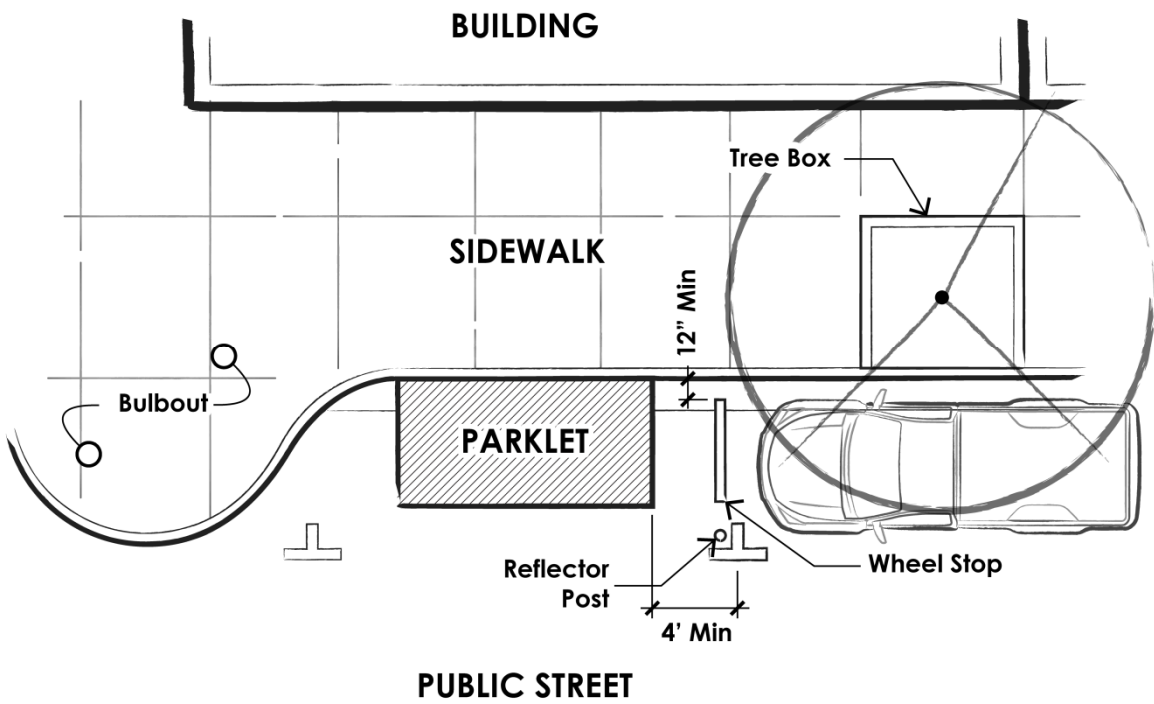 BUILDING
Tree Box
SIDEWALK
12” Min
Bulbout
PARKLET
Reflector
Post
Wheel Stop
4’ Min
PUBLIC STREET